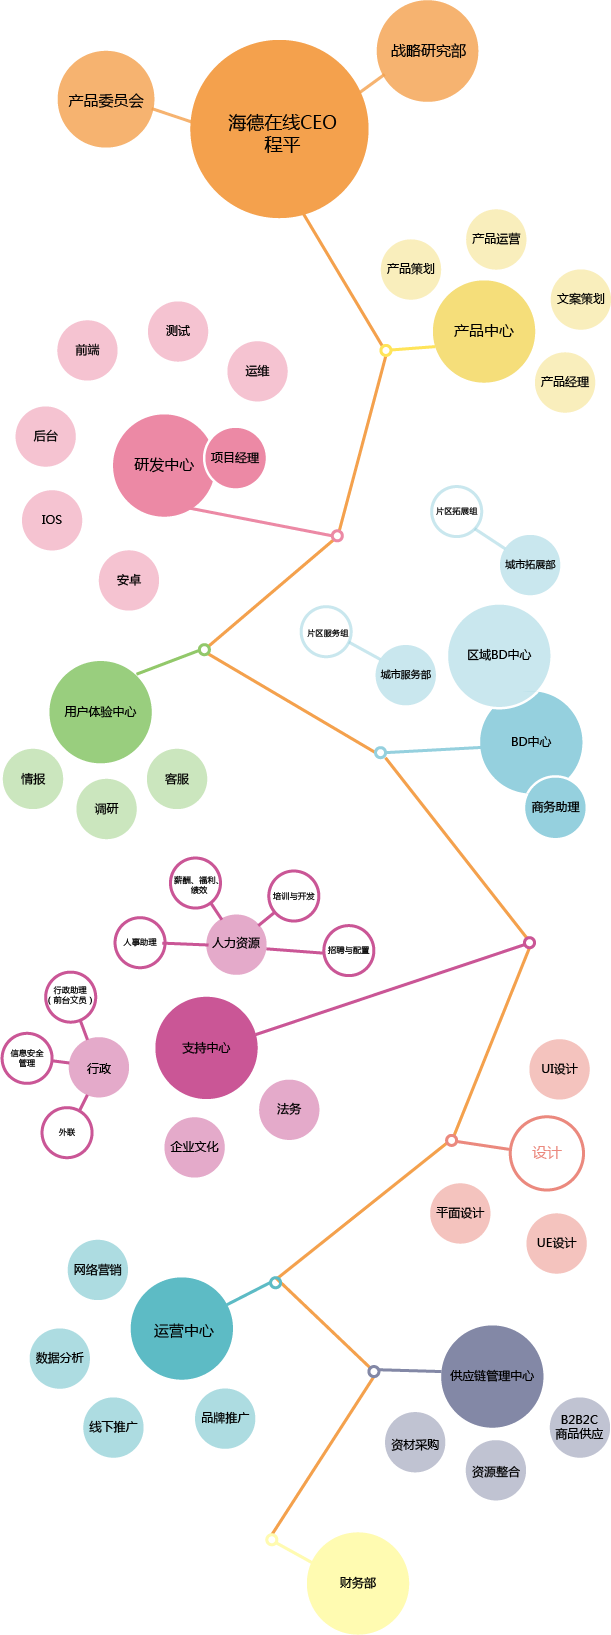 战略研究部
产品委员会
海德在线CEO
程平
产品运营
产品策划
文案策划
产品中心
产品经理
测试
前端
运维
后台
研发中心
项目经理
IOS
安卓
片区拓展组
城市拓展部
片区服务组
区域BD中心
城市服务部
用户体验中心
BD中心
情报
客服
调研
商务助理
薪酬、福利、
绩效
培训与开发
人事助理
人力资源
招聘与配置
行政助理
（前台文员）
信息安全
管理
行政
支持中心
外联
法务
企业文化
UI设计
设计
平面设计
UE设计
网络营销
运营中心
数据分析
线下推广
品牌推广
供应链管理中心
资材采购
B2B2C
商品供应
资源整合
财务部